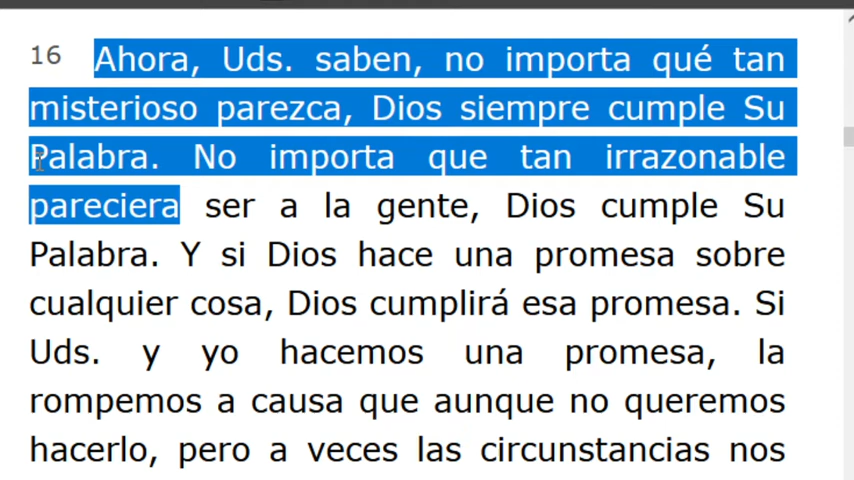 16 Ahora, Uds. saben, no importa qué tan
misterioso parezca, Dios siempre cumple Su
Palabra. No importa que tan irrazonable
pareciera ser a la gente, Dios cumple Su
Palabra. Y si Dios hace una promesa sobre
cualquier cosa, Dios cumplirá esa promesa. Si
Uds. y yo hacemos una promesa, la
rompemos a causa que aunque no queremos
hacerlo, pero a veces las circunstancias nos